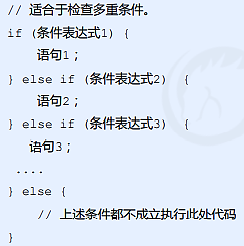 // 适合于检查多重条件。
if (条件表达式1) {
语句1；
} else if (条件表达式2) {
语句2；
} else if (条件表达式3) {
语句3；
....
} else {
// 上述条件都不成立执行此处代码
}